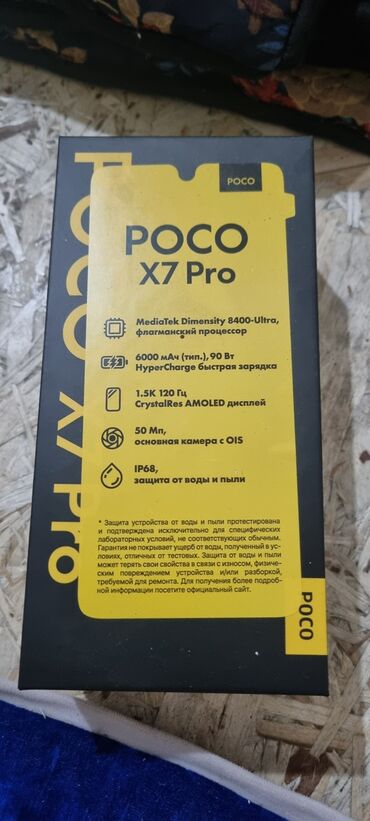 POCO X7 Pro
POCO
POCO
X7 Pro
MediaTek Dimensity 8400-Ultra,
флагманский процессор
6000 мАч (тип.), 90 Вт
HyperCharge быстрая зарядка
1.5K 120 Гц
CrystalRes AMOLED дисплей
50 Мп,
основная камера с OIS
IP68,
защита от воды и пыли
* Защита устройства от воды и пыли протестирована
и подтверждена исключительно для специфических
лабораторных условий, не соответствующих обычным.
Гарантия не покрывает ущерб от воды, полученный в ус-
ловиях, отличных от тестовых. Защита от воды и пыли
может терять свои свойства в связи с износом, физиче-
ским повреждением устройства и/или разборкой,
требуемой для ремонта. Для получения более подроб-
ной информации посетите официальный сайт.
POCO